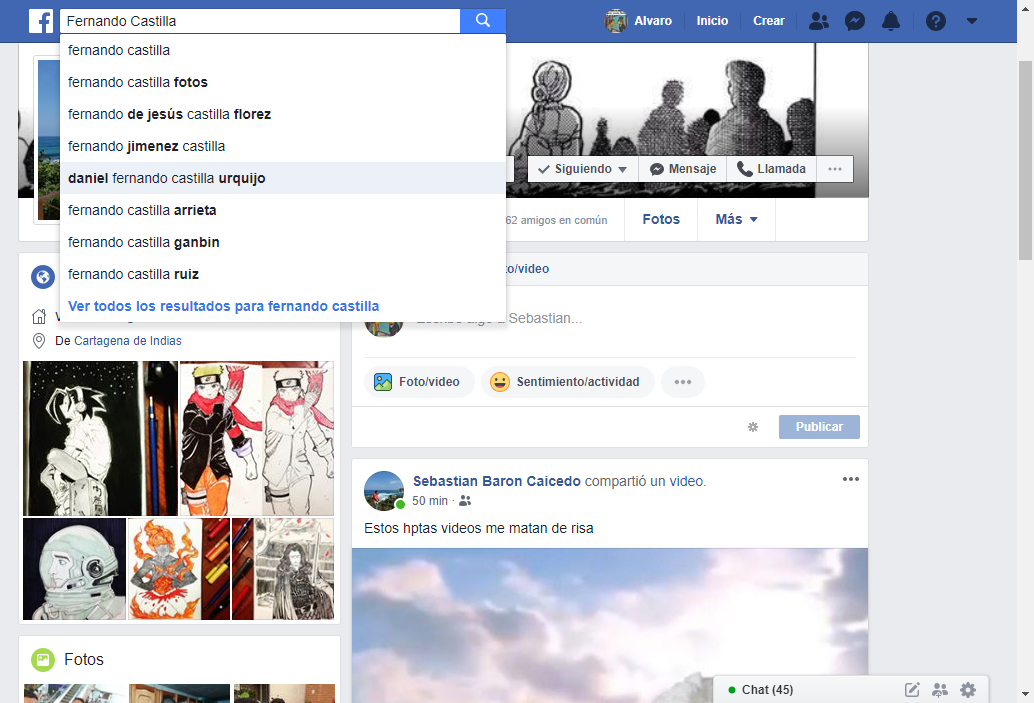 Fernando Castilla
Alvaro
Inicio
Crear
fernando castilla
fernando castilla fotos
fernando de jesús castilla florez
fernando jimenez castilla
daniel fernando castilla urquijo
fernando castilla arrieta
fernando castilla ganbin
fernando castilla ruiz
Ver todos los resultados para fernando castilla
Siguiendo
Mensaje
Llamada
62 amigos en común
Fotos
Más
to/video
De Cartagena de Indias
Escribe algo a Sebastian...
Foto/video
Sentimiento/actividad
Publicar
Sebastian Baron Caicedo compartió un video.
50 min ·
Estos hptas videos me matan de risa
Fotos
Chat (45)